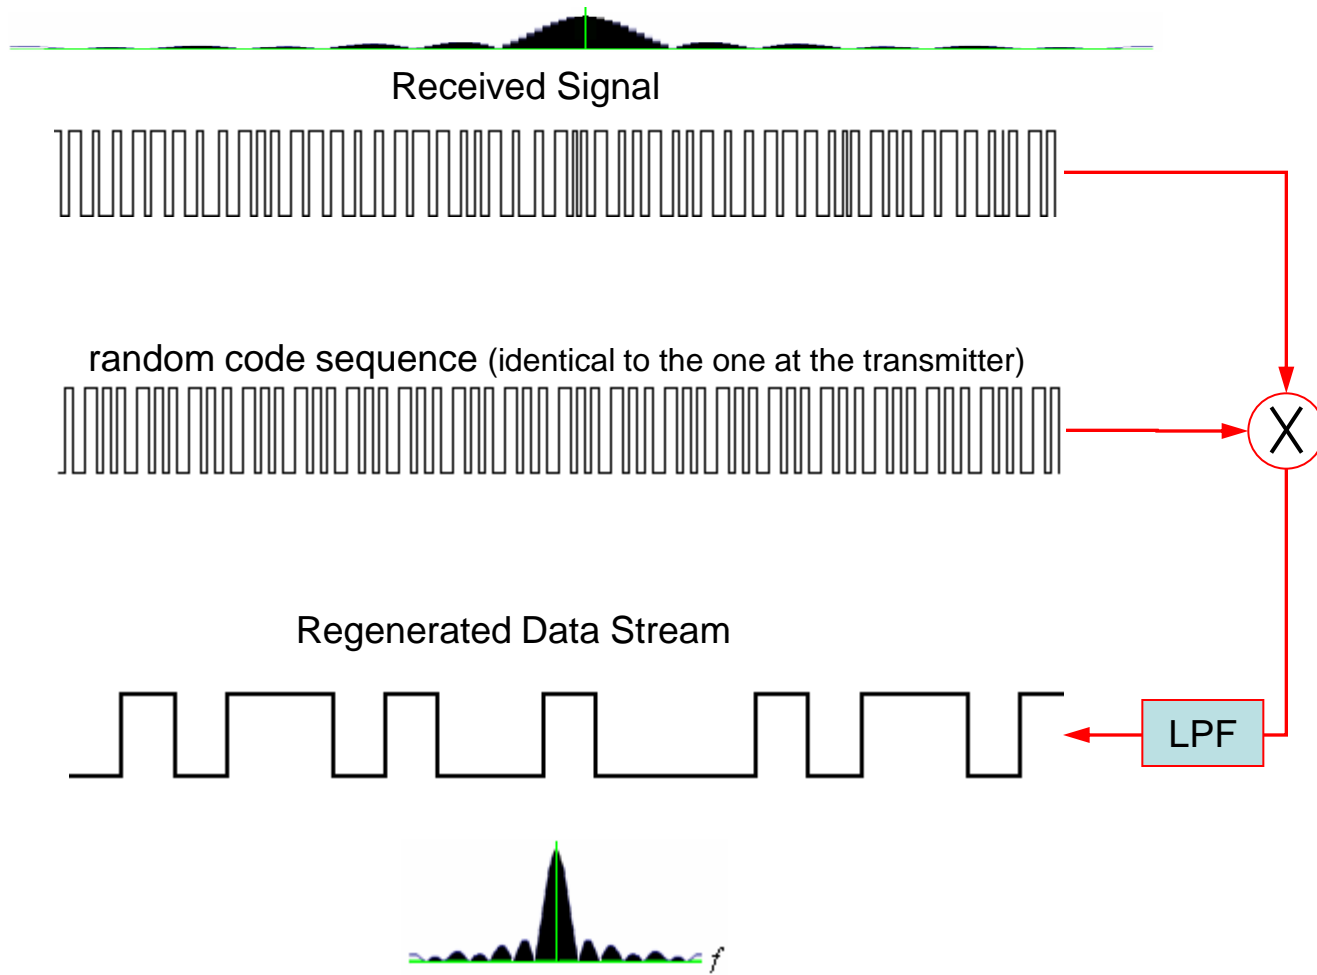 Received Signal
random code sequence (identical to the one at the transmitter)
X
Regenerated Data Stream
LPF
f